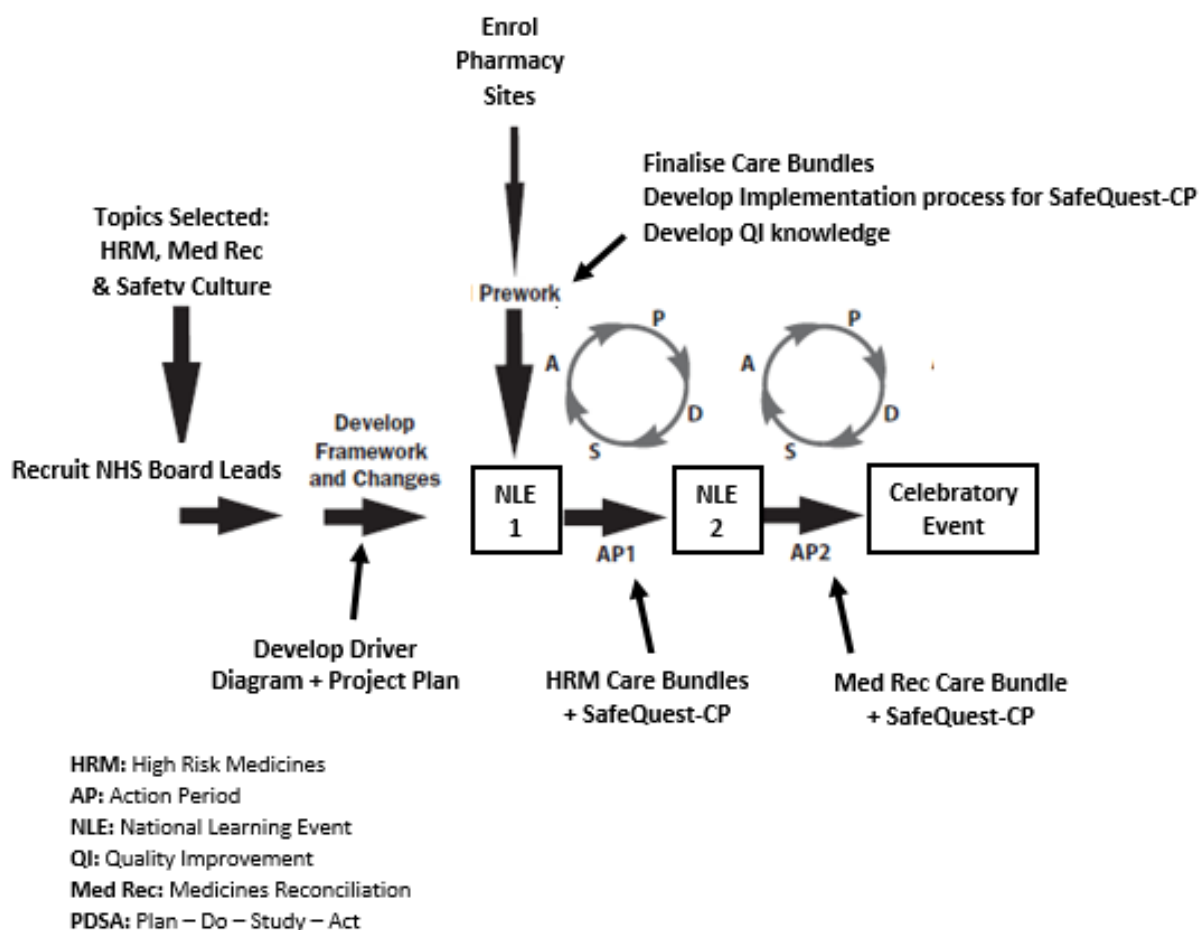 Enrol
Pharmacy
Sites
Finalise Care Bundles
Develop Implementation process for SafeQuest-CP
Develop QI knowledge
Topics Selected:
HRM, Med Rec
& Safety Culture
Prework
P
A
D
S
P
A
D
S
Recruit NHS Board Leads
Develop
Framework
and Changes
NLE
1
AP1
NLE
2
AP2
Celebratory
Event
Develop Driver
Diagram + Project Plan
HRM Care Bundles
+ SafeQuest-CP
Med Rec Care Bundle
+ SafeQuest-CP
HRM: High Risk Medicines
AP: Action Period
NLE: National Learning Event
QI: Quality Improvement
Med Rec: Medicines Reconciliation
PDSA: Plan – Do – Study – Act